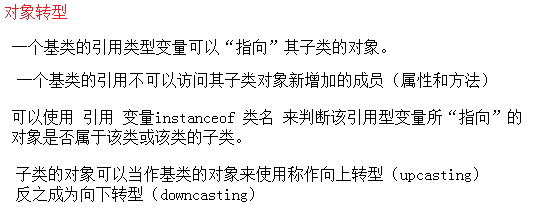 对象转型
一个基类的引用类型变量可以“指向”其子类的对象。
一个基类的引用不可以访问其子类对象新增加的成员（属性和方法）
可以使用 引用 变量instanceof 类名 来判断该引用型变量所“指向”的
对象是否属于该类或该类的子类。
子类的对象可以当作基类的对象来使用称作向上转型（upcasting）
反之成为向下转型（downcasting）